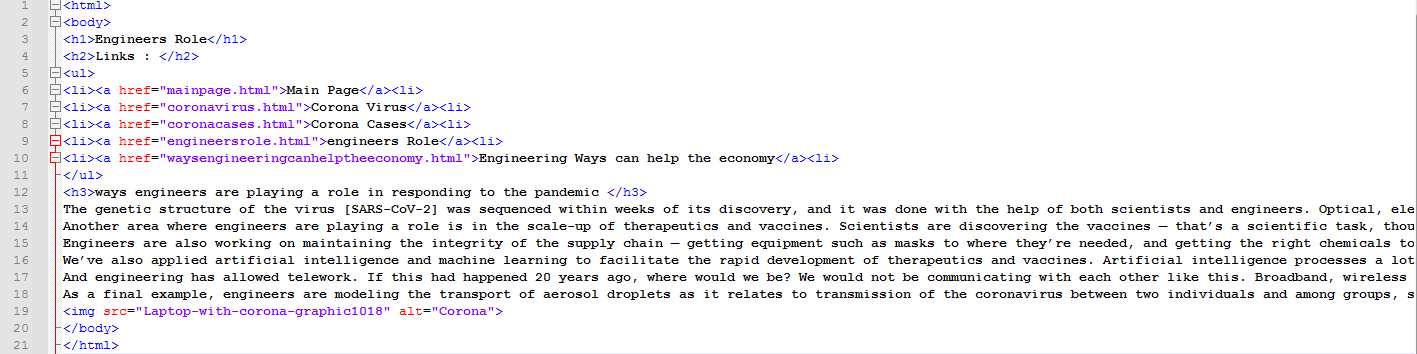 1 <html>
2 <body>
3 <h1>Engineers Role</h1>
4 <h2>Links : </h2>
5 <ul>
6 <li><a href="mainpage.html">Main Page</a><li>
7 <li><a href="coronavirus.html">Corona Virus</a><li>
8 <li><a href="coronacases.html">Corona Cases</a><li>
9 <li><a href="engineersrole.html">engineers Role</a><li>
10 <li><a href="waysengineeringcanhelptheeconomy.html">Engineering Ways can help the economy</a><li>
11 </ul>
12 <h3>ways engineers are playing a role in responding to the pandemic </h3>
13 The genetic structure of the virus [SARS-CoV-2] was sequenced within weeks of its discovery, and it was done with the help of both scientists and engineers. Optical, ele
14 Another area where engineers are playing a role is in the scale-up of therapeutics and vaccines. Scientists are discovering the vaccines — that's a scientific task, thou
15 Engineers are also working on maintaining the integrity of the supply chain — getting equipment such as masks to where they're needed, and getting the right chemicals to
16 We've also applied artificial intelligence and machine learning to facilitate the rapid development of therapeutics and vaccines. Artificial intelligence processes a lot
17 And engineering has allowed telework. If this had happened 20 years ago, where would we be? We would not be communicating with each other like this. Broadband, wireless
18 As a final example, engineers are modeling the transport of aerosol droplets as it relates to transmission of the coronavirus between two individuals and among groups, s
19 <img src="Laptop-with-corona-graphic1018" alt="Corona">
20 </body>
21 </html>